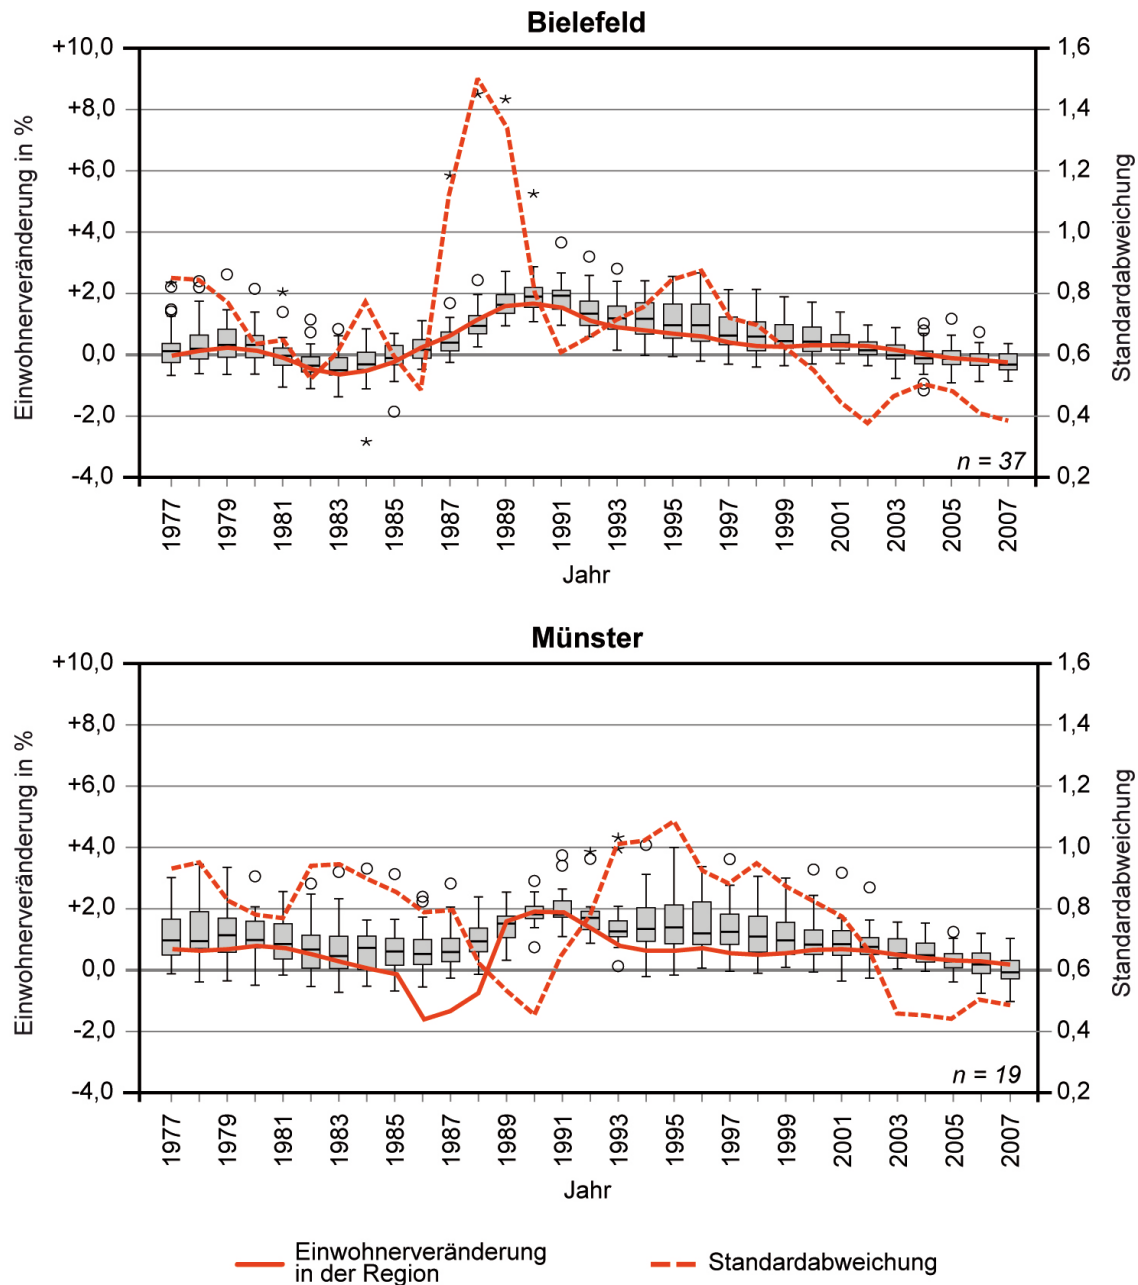 Bielefeld
+10,0
+8,0
+6,0
+4,0
+2,0
0,0
-2,0
-4,0
Einwohnerveränderung in %
1,6
1,4
1,2
1,0
0,8
0,6
0,4
0,2
Standardabweichung
n = 37
1977 1979 1981 1983 1985 1987 1989 1991 1993 1995 1997 1999 2001 2003 2005 2007
Jahr
Münster
+10,0
+8,0
+6,0
+4,0
+2,0
0,0
-2,0
-4,0
Einwohnerveränderung in %
1,6
1,4
1,2
1,0
0,8
0,6
0,4
0,2
Standardabweichung
n = 19
1977 1979 1981 1983 1985 1987 1989 1991 1993 1995 1997 1999 2001 2003 2005 2007
Jahr
Einwohnerveränderung
in der Region
Standardabweichung